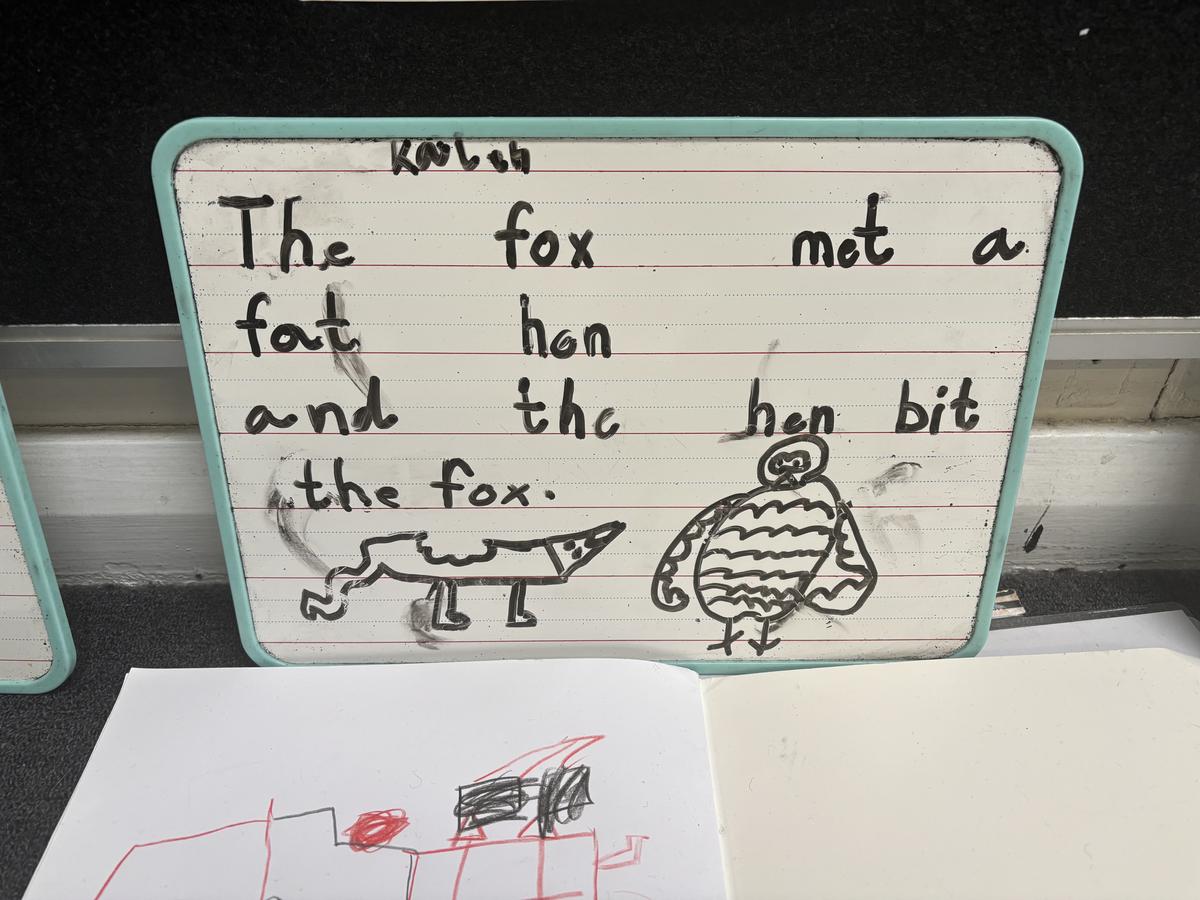 The fox met a
fat hen
and the hen bit
the fox.